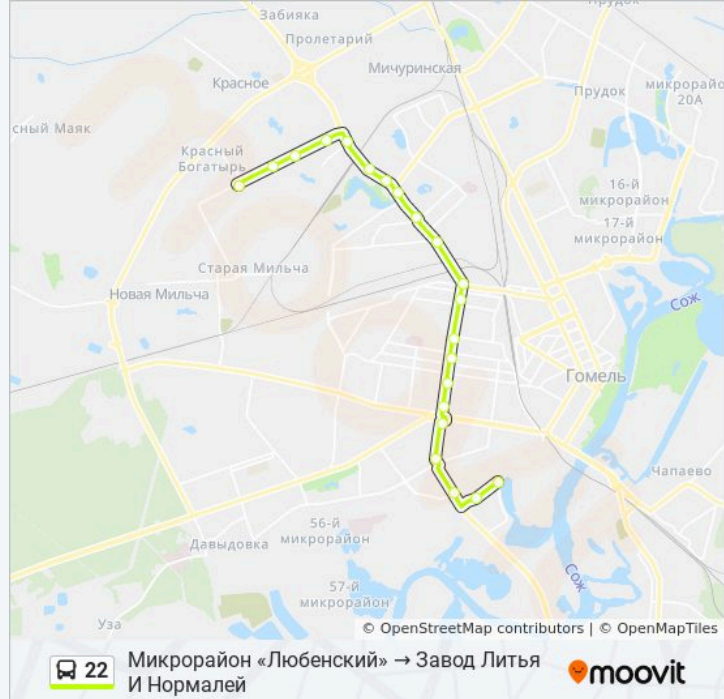 Забияка
Прудок
Пролетарий
Мичуринская
Красное
микрорайо
20А
Прудок
сный Маяк
Красный
Богатырь
16-й
микрорайон
17-й
микрорайон
Старая Мильча
Новая Мильча
Сож
Гомель
Чапаево
56-й
микрорайон
Давыдовка
Сож
57-й
микрорайон
Уза
© OpenStreetMap contributors | © OpenMapTiles
22
Микрорайон «Любенский» → Завод Литья
И Нормалей
moovit